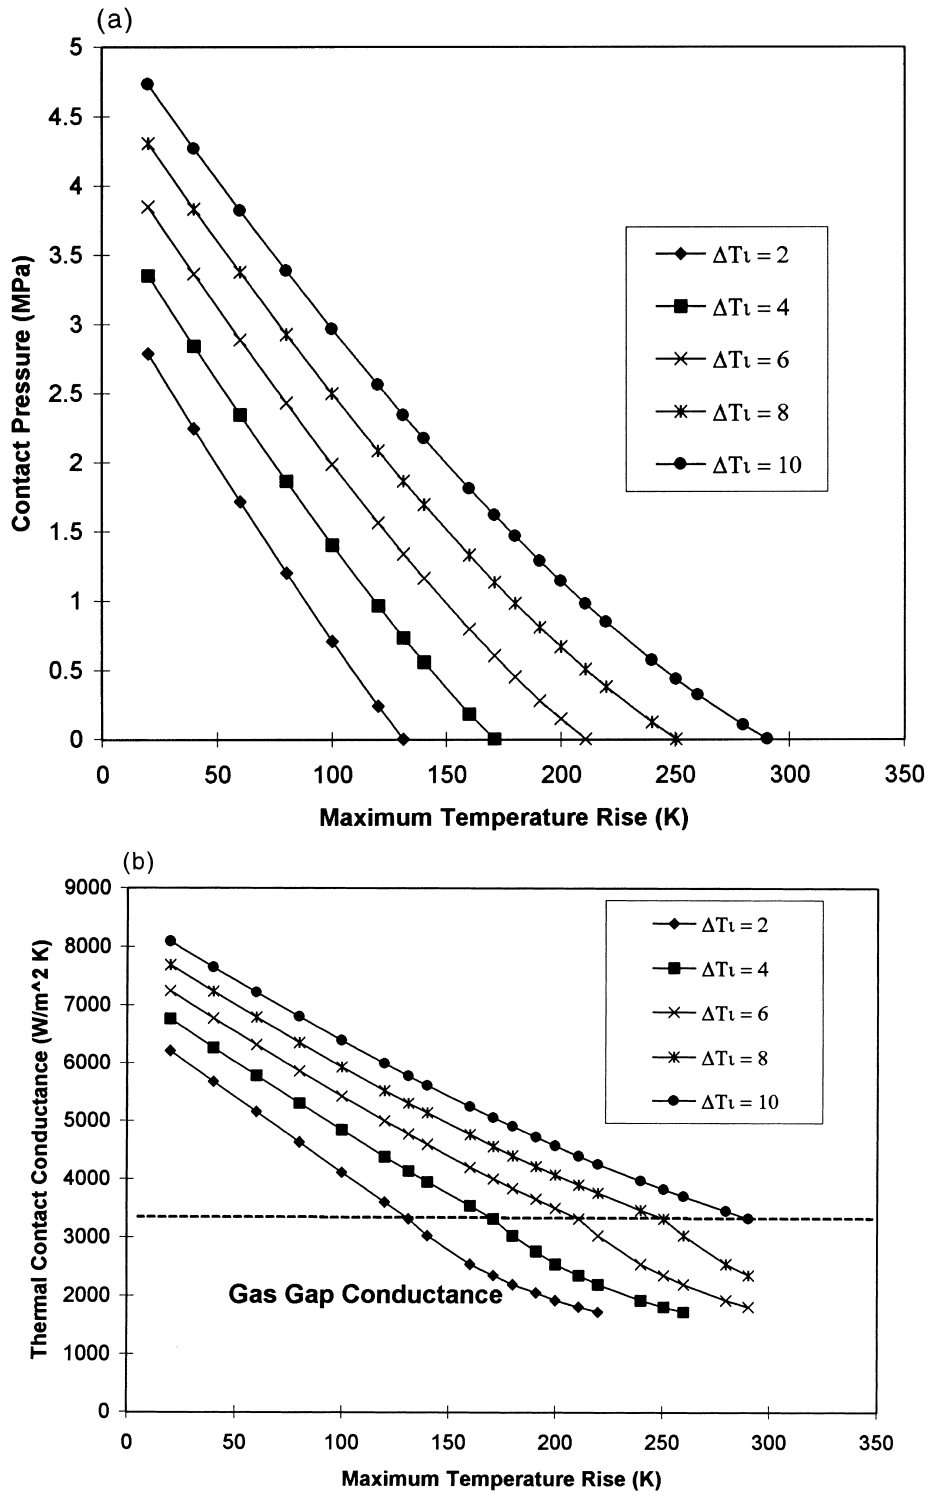 (a)
5
4.5
4
3.5
3
2.5
2
1.5
1
0.5
0
Contact Pressure (MPa)
ΔTι = 2
ΔTι = 4
ΔTι = 6
ΔTι = 8
ΔTι = 10
0 50 100 150 200 250 300 350
Maximum Temperature Rise (K)
(b)
9000
8000
7000
6000
5000
4000
3000
2000
1000
0
Thermal Contact Conductance (W/m^2 K)
ΔTι = 2
ΔTι = 4
ΔTι = 6
ΔTι = 8
ΔTι = 10
Gas Gap Conductance
0 50 100 150 200 250 300 350
Maximum Temperature Rise (K)